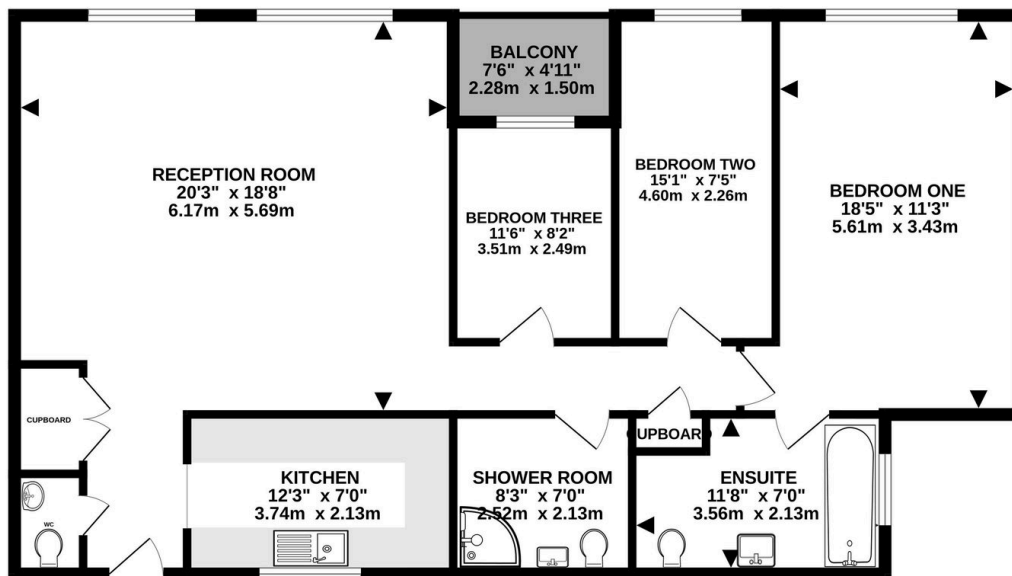 BALCONY
7'6" x 4'11"
2.28m x 1.50m
RECEPTION ROOM
20'3" x 18'8"
6.17m x 5.69m
BEDROOM THREE
11'6" x 8'2"
3.51m x 2.49m
BEDROOM TWO
15'1" x 7'5"
4.60m x 2.26m
BEDROOM ONE
18'5" x 11'3"
5.61m x 3.43m
CUPBOARD
WC
KITCHEN
12'3" x 7'0"
3.74m x 2.13m
SHOWER ROOM
8'3" x 7'0"
2.52m x 2.13m
CUPBOARD
ENSUITE
11'8" x 7'0"
3.56m x 2.13m